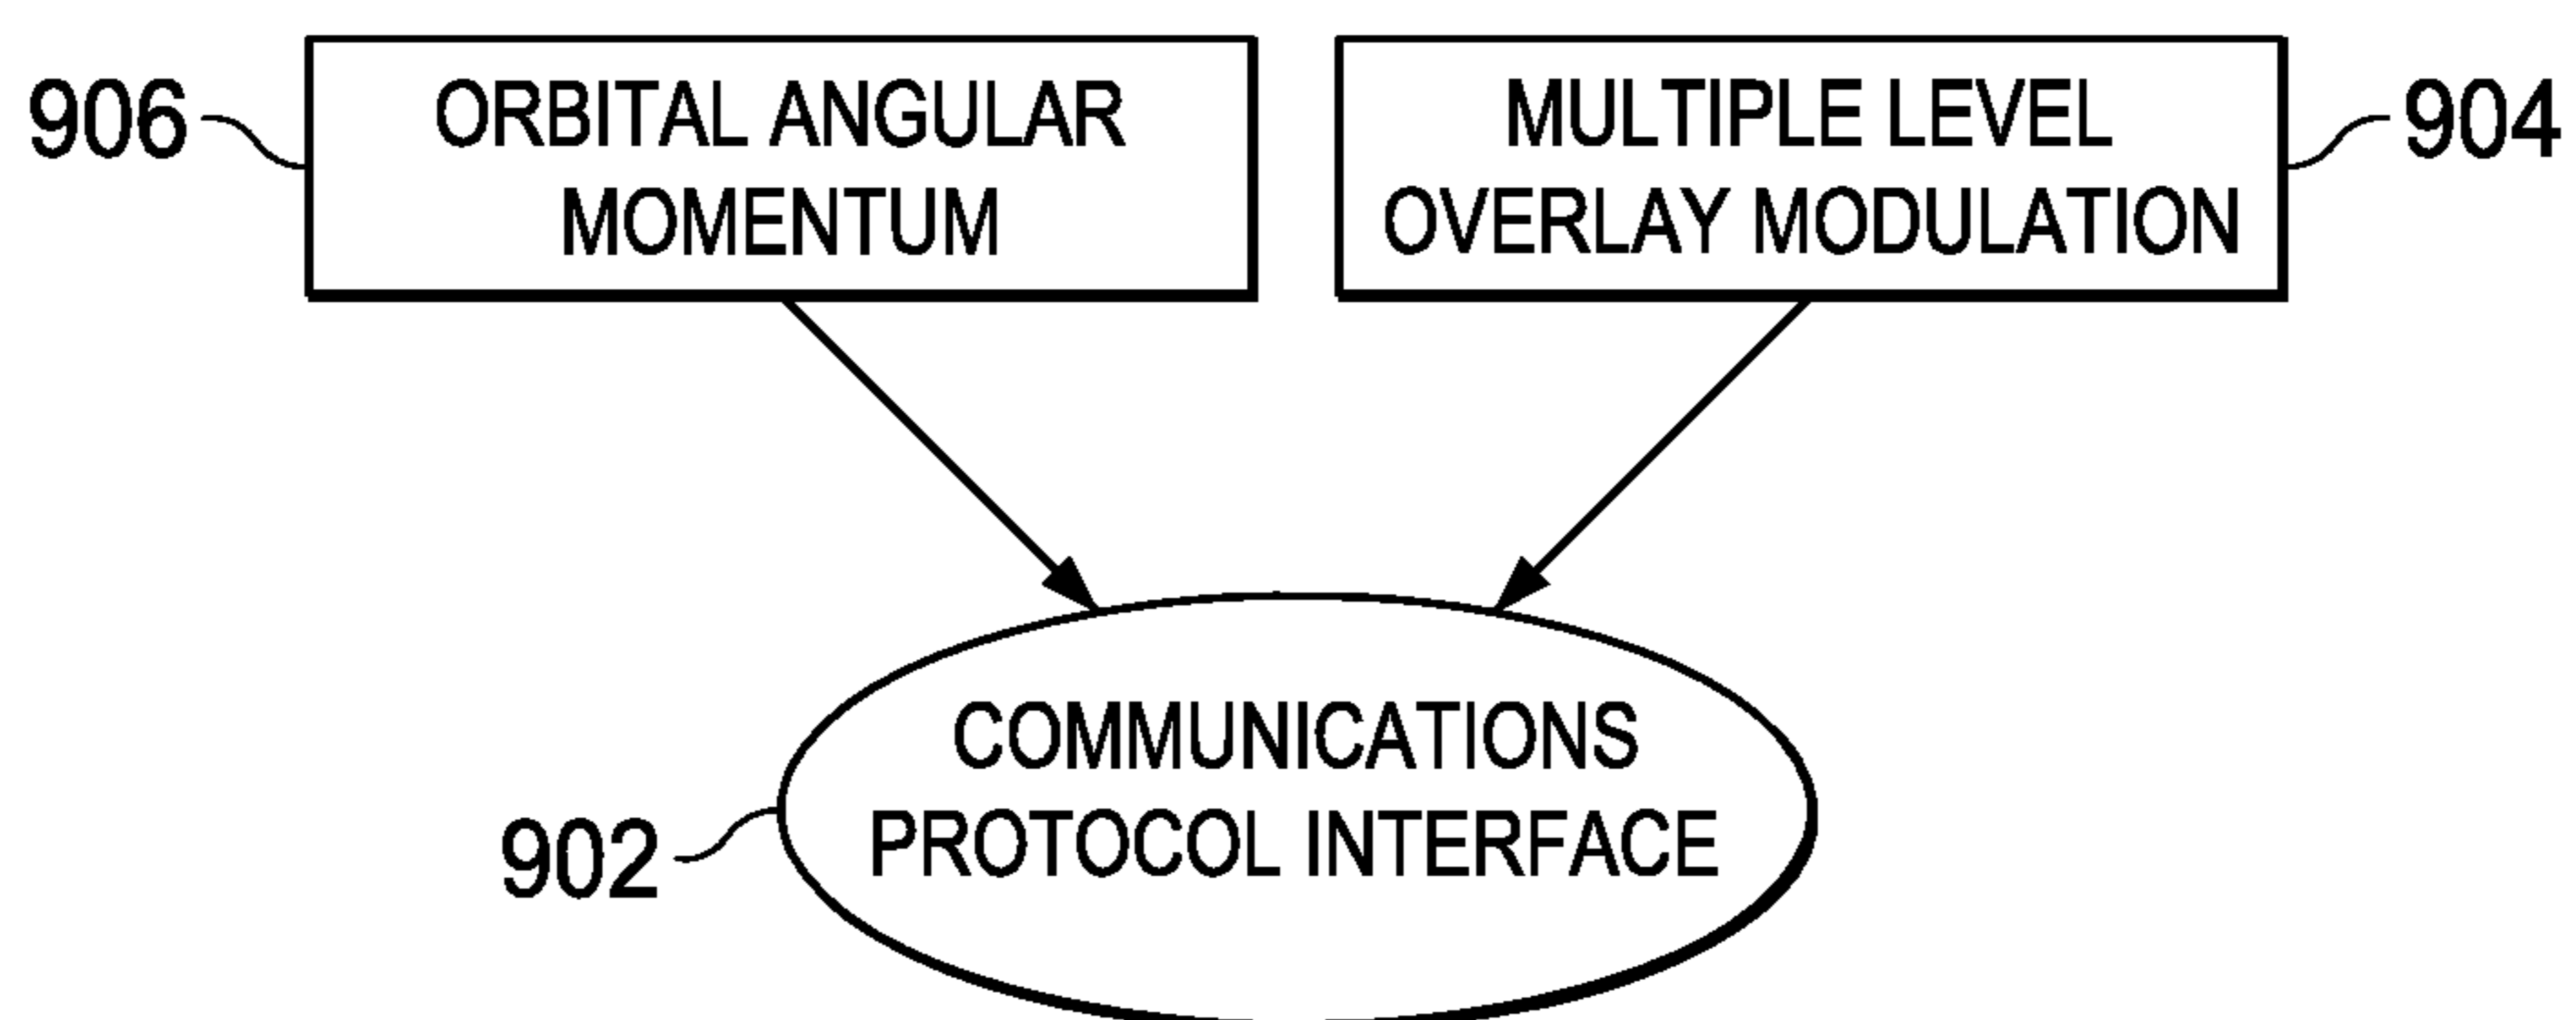 906
ORBITAL ANGULAR
MOMENTUM
MULTIPLE LEVEL
OVERLAY MODULATION
904
902
COMMUNICATIONS
PROTOCOL INTERFACE